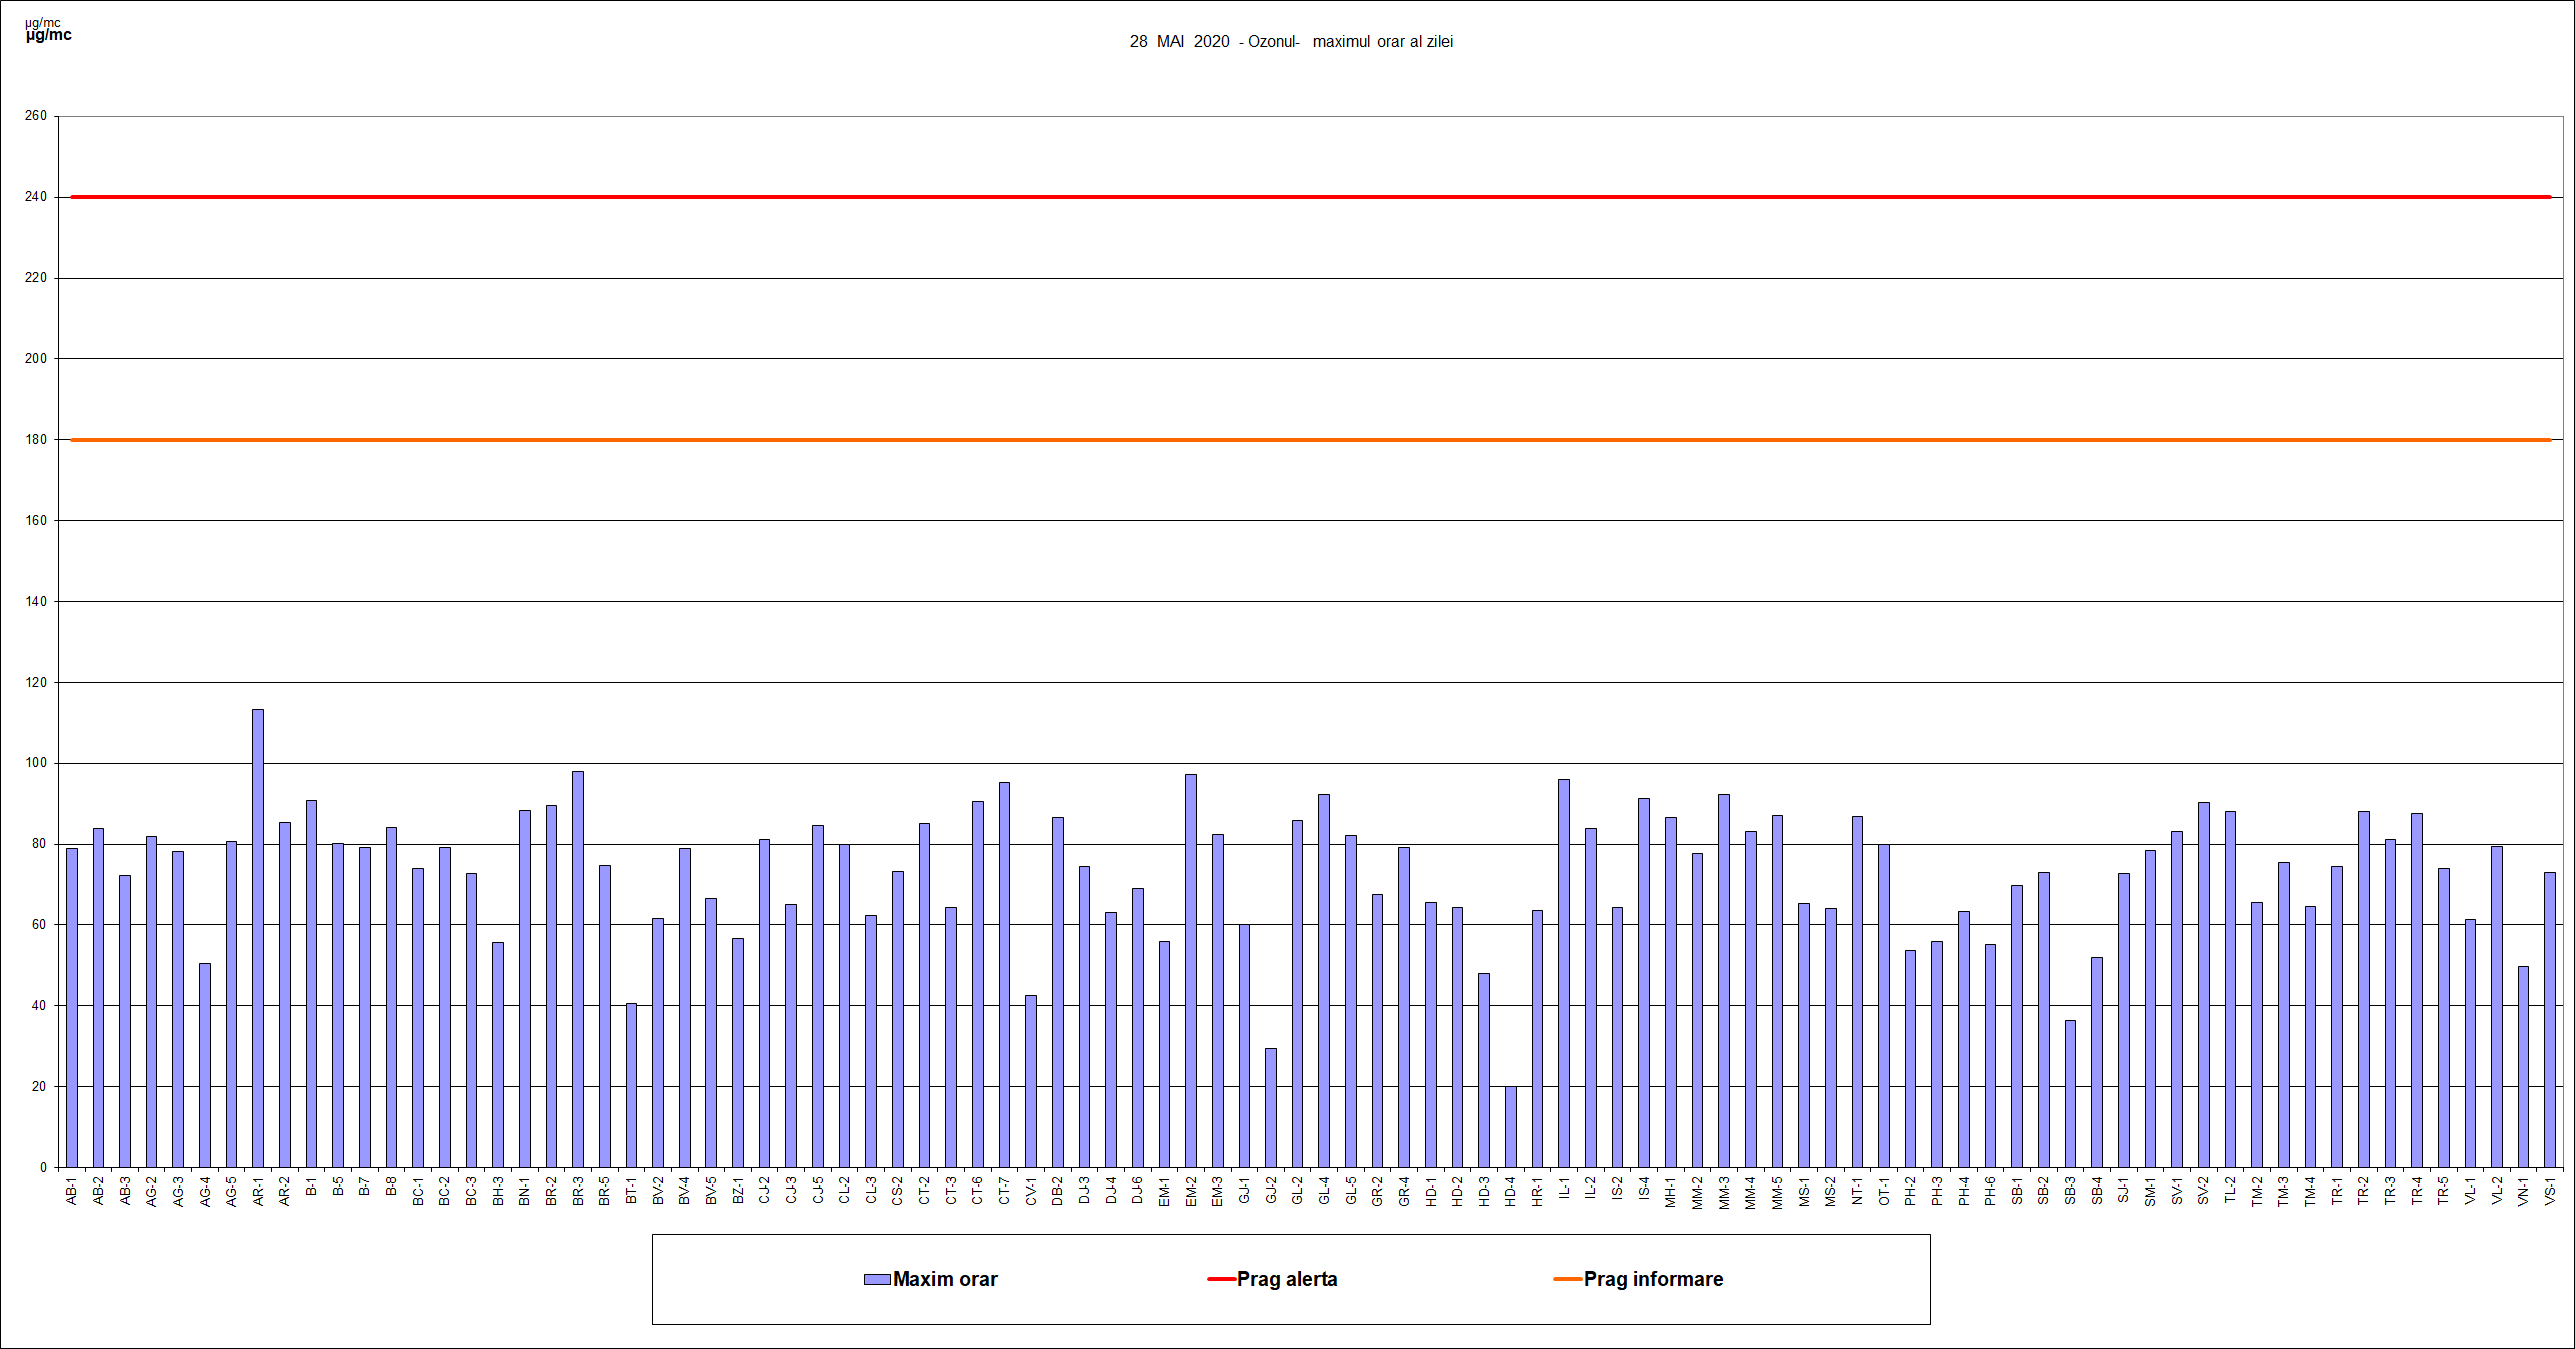 µg/mc
µg/mc
28 MAI 2020 - Ozonul- maximul orar al zilei
260
240
220
200
180
160
140
120
100
80
60
40
20
0
AB-1 AB-2 AB-3 AG-2 AG-3 AG-4 AG-5 AR-1 AR-2 B-1 B-5 B-7 B-8 BC-1 BC-2 BC-3 BH-3 BN-1 BR-2 BR-3 BR-5 BT-1 BV-2 BV-4 BV-5 BZ-1 CJ-2 CJ-3 CJ-5 CL-2 CL-3 CS-2 CT-2 CT-3 CT-6 CT-7 CV-1 DB-2 DJ-3 DJ-4 DJ-6 EM-1 EM-2 EM-3 GJ-1 GJ-2 GL-2 GL-4 GL-5 GR-2 GR-4 HD-1 HD-2 HD-3 HD-4 HR-1 IL-1 IL-2 IS-2 IS-4 MH-1 MM-2 MM-3 MM-4 MM-5 MS-1 MS-2 NT-1 OT-1 PH-2 PH-3 PH-4 PH-6 SB-1 SB-2 SB-3 SB-4 SJ-1 SM-1 SV-1 SV-2 TL-2 TM-2 TM-3 TM-4 TR-1 TR-2 TR-3 TR-4 TR-5 VL-1 VL-2 VN-1 VS-1
Maxim orar Prag alerta Prag informare